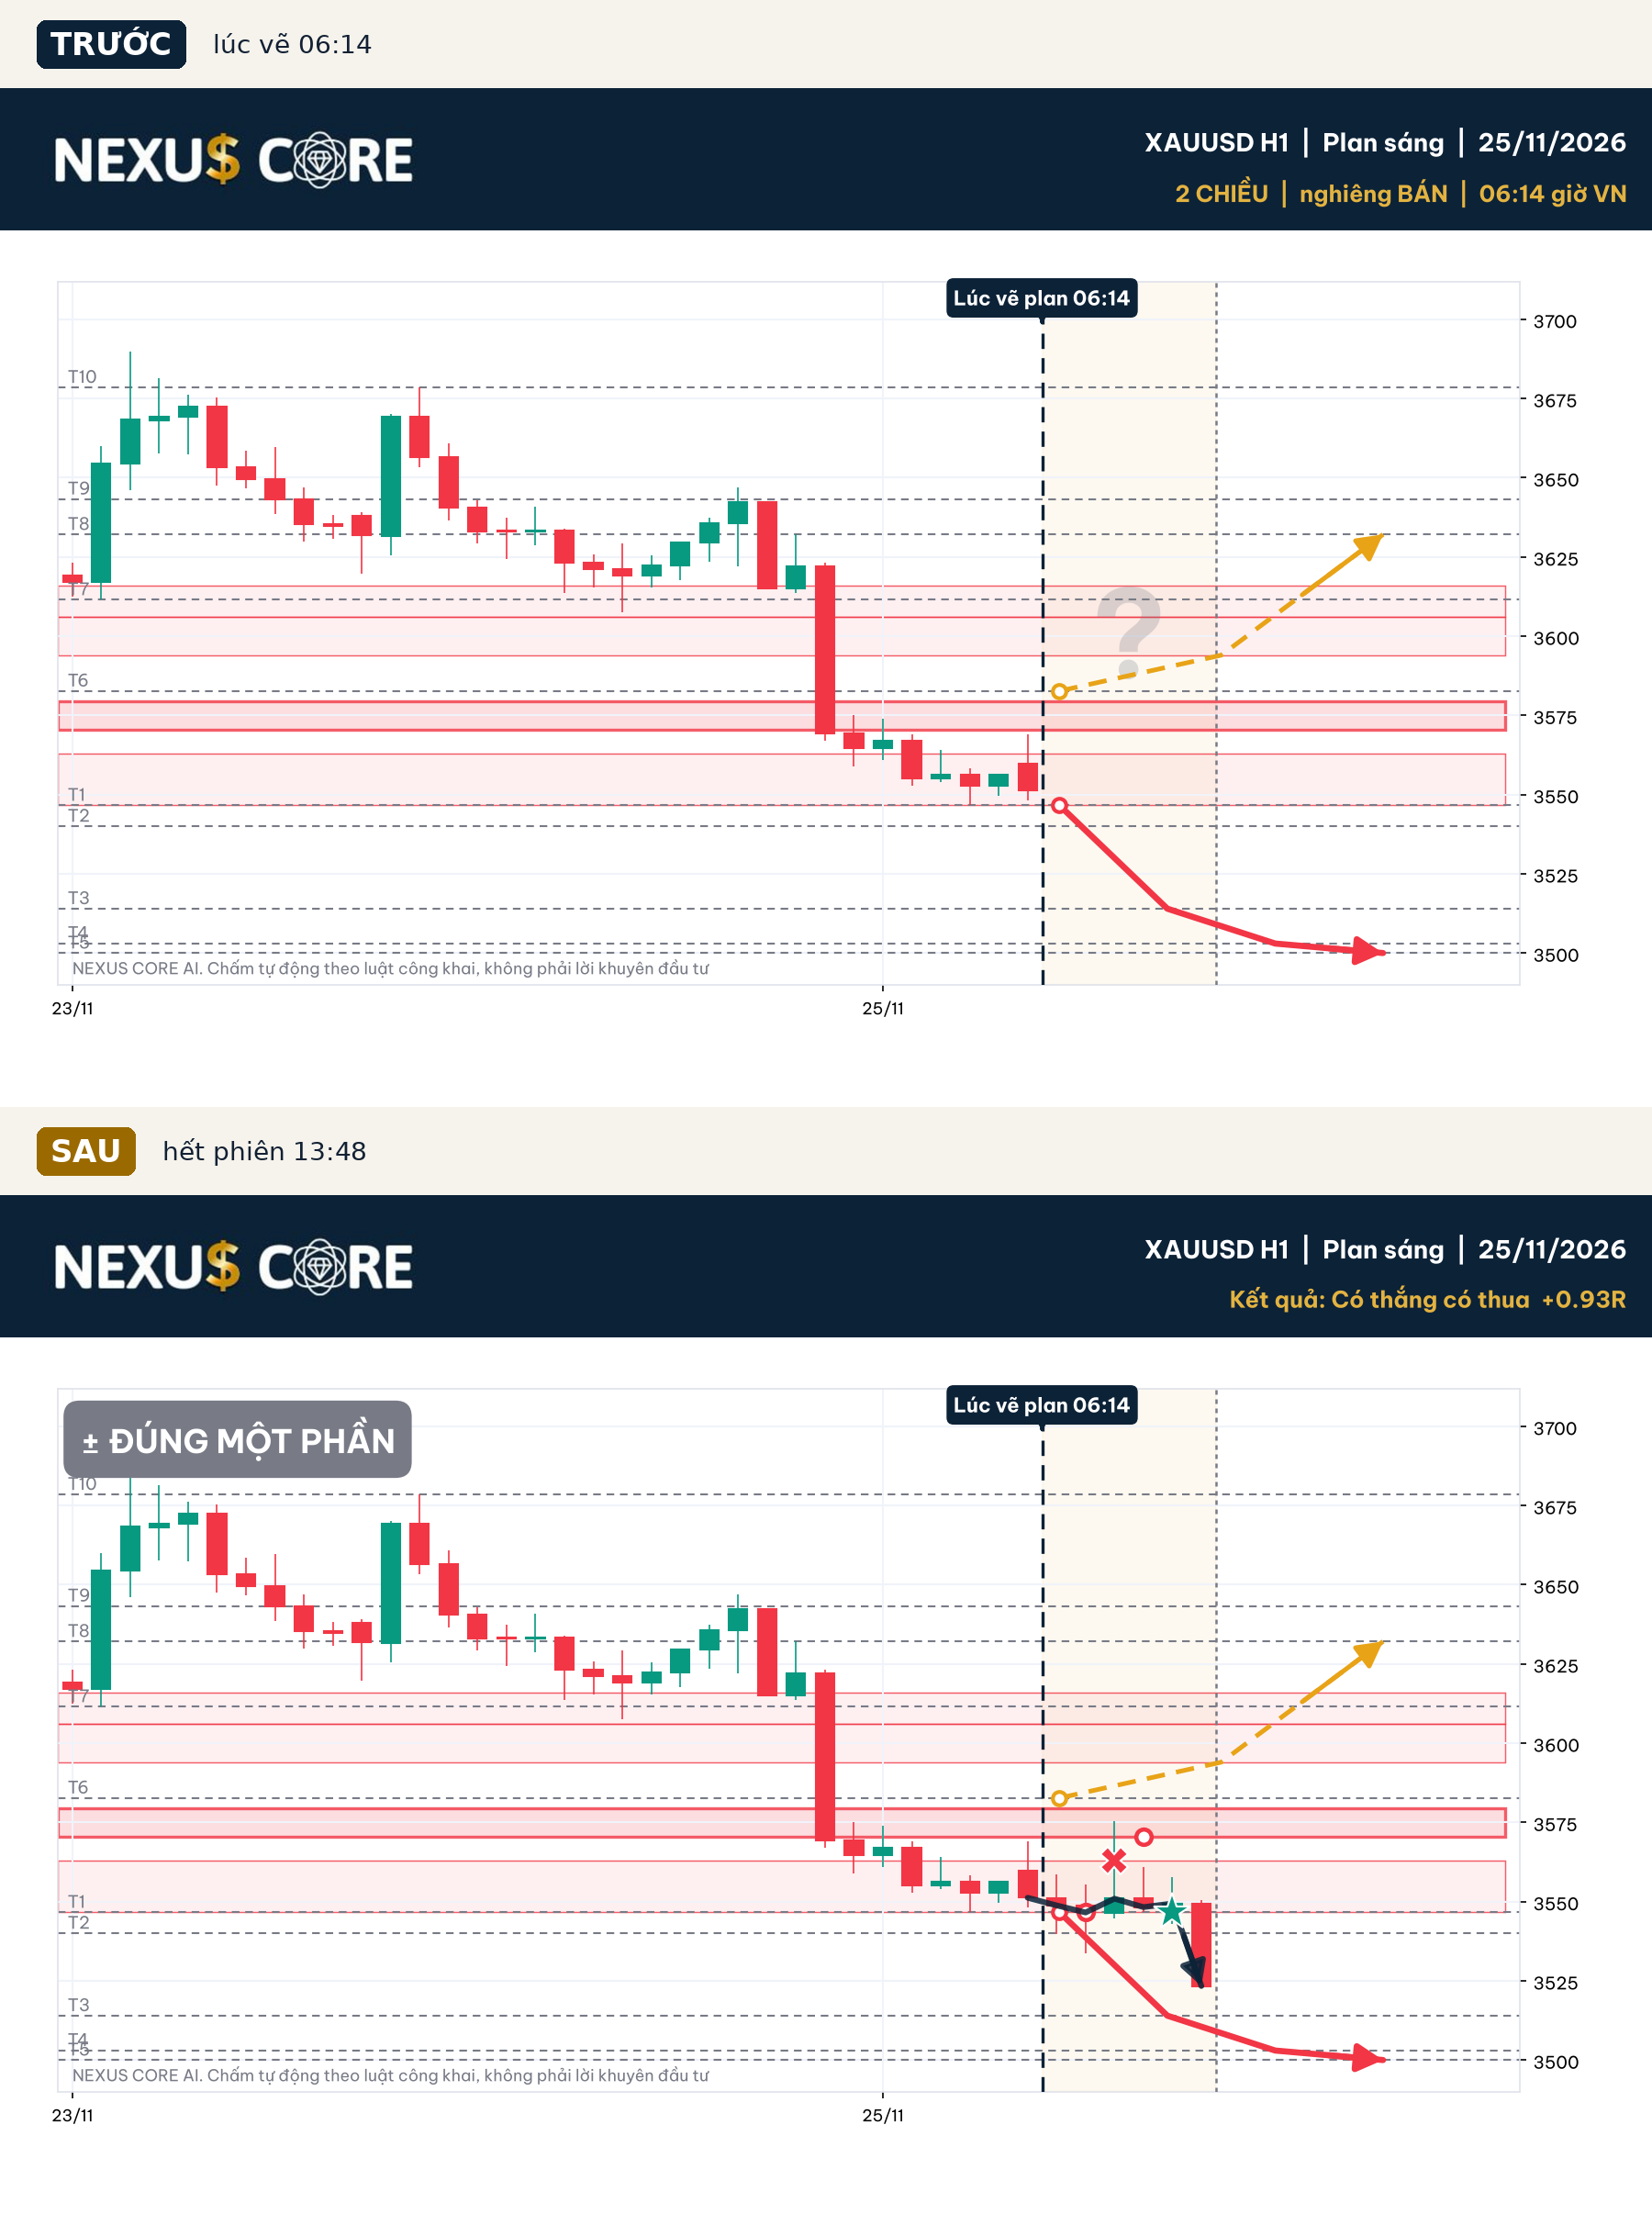 TRƯỚC lúc vẽ 06:14
NEXU$ CORE
XAUUSD H1 | Plan sáng | 25/11/2026
2 CHIỀU | nghiêng BÁN | 06:14 giờ VN
Lúc vẽ plan 06:14
3700
T10
3675
T9
3650
T8
3625
T7
?
3600
T6
3575
T1
3550
T2
3525
T3
T4
T5
3500
NEXUS CORE AI. Chấm tự động theo luật công khai, không phải lời khuyên đầu tư
23/11
25/11
SAU hết phiên 13:48
NEXU$ CORE
XAUUSD H1 | Plan sáng | 25/11/2026
Kết quả: Có thắng có thua +0.93R
Lúc vẽ plan 06:14
± ĐÚNG MỘT PHẦN
3700
T10
3675
T9
3650
T8
3625
T7
3600
T6
3575
T1
3550
T2
3525
T3
T4
T5
3500
NEXUS CORE AI. Chấm tự động theo luật công khai, không phải lời khuyên đầu tư
23/11
25/11